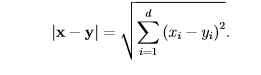 |𝐱 − 𝐲| = √(∑_{i=1}^{d} (x_i − y_i)^2).